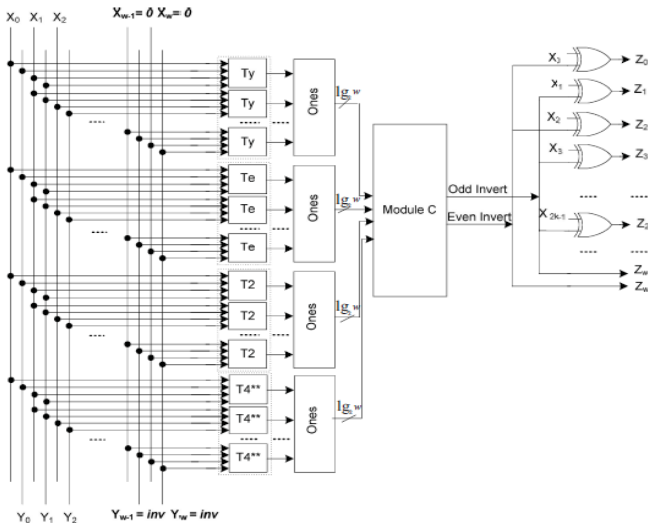 X0 X1 X2 Xw-1= 0 Xw= 0
Ty
Ty
Ty
Ones
lg w
Te
Te
Te
Ones
lg w
T2
T2
T2
Ones
lg w
T4**
T4**
T4**
Ones
lg w
Module C
Odd Invert
Even Invert
X3 Z0
X1 Z1
X2 Z2
X3 Z3
X2k-1 Z2
Zw
Zw
Y0 Y1 Y2 Yw-1= inv Yw = inv